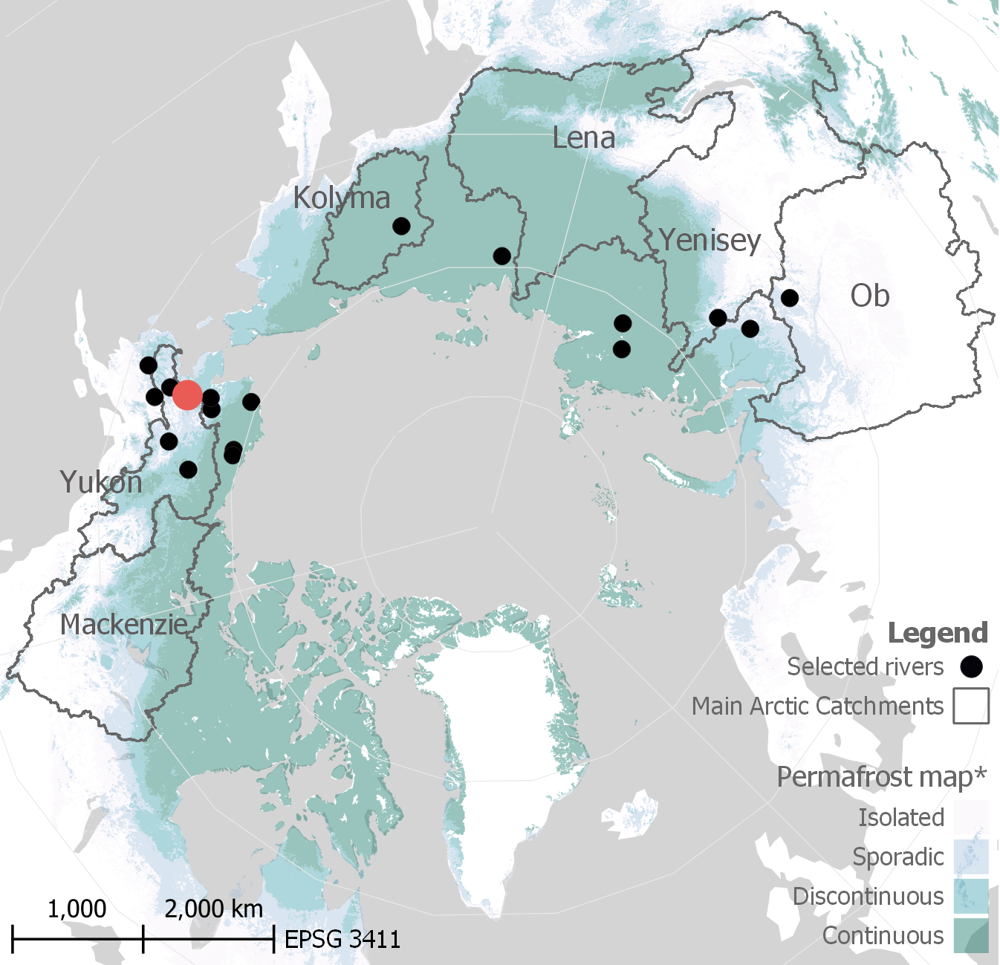 Lena
Kolyma
Yenisey
Ob
Yukon
Mackenzie
Legend
Selected rivers
Main Arctic Catchments
Permafrost map*
Isolated
Sporadic
Discontinuous
Continuous
1,000 2,000 km
EPSG 3411